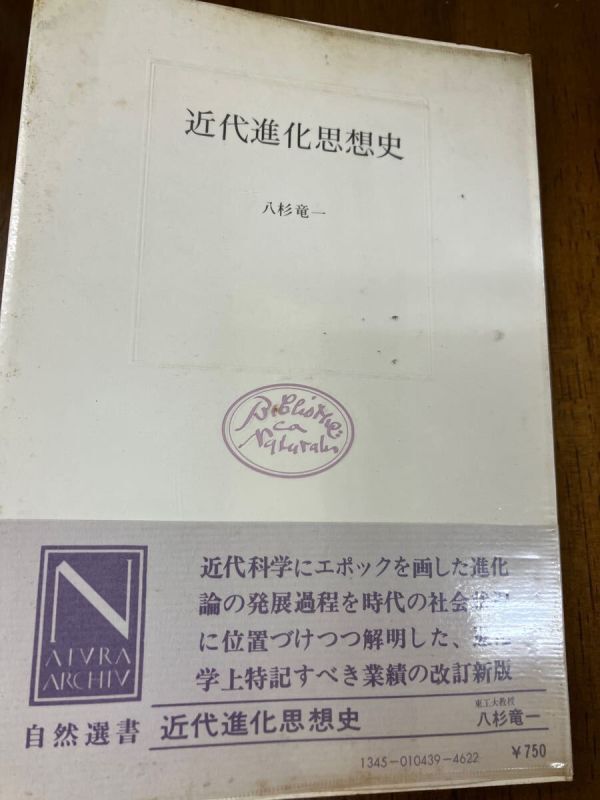 近代進化思想史
八杉竜一
Bibliothe-
ca
Naturalis
近代科学にエポックを画した進化
論の発展過程を時代の社会
に位置づけつつ解明した、
学上特記すべき業績の改訂新版
N
ATVRA
ARCHIV
自然選書
近代進化思想史
東工大教授
八杉竜一
1345-010439-4622
¥750